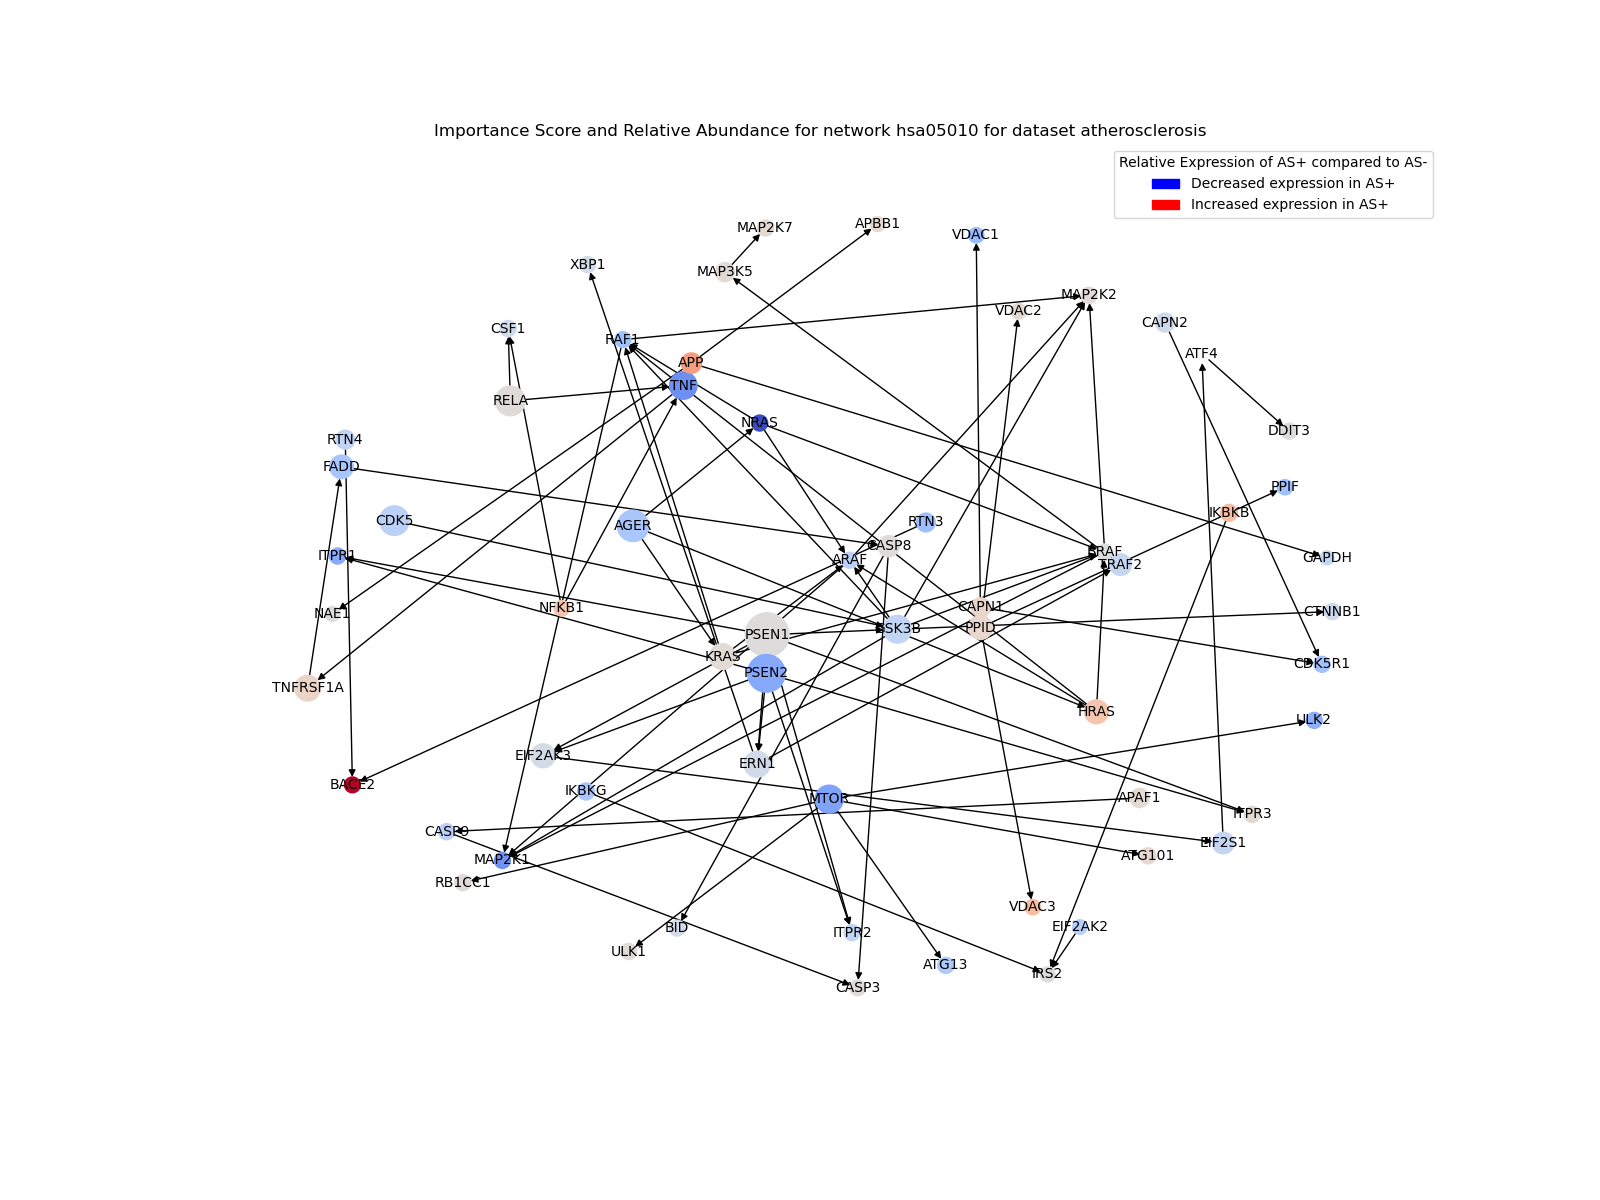 Importance Score and Relative Abundance for network hsa05010 for dataset atherosclerosis
Relative Expression of AS+ compared to AS-
Decreased expression in AS+
Increased expression in AS+
MAP2K7
APBB1
VDAC1
XBP1
MAP3K5
MAP2K2
VDAC2
CAPN2
CSF1
RAF1
ATF4
APP
TNF
RELA
NRAS
DDIT3
RTN4
FADD
PPIF
IKBKB
CDK5
AGER
RTN3
CASP8
BRAF
ITPR1
ARAF
TRAF2
GAPDH
NFKB1
CAPN1
NAE1
CTNNB1
PSEN1
GSK3B
PPID
KRAS
CDK5R1
PSEN2
TNFRSF1A
HRAS
ULK2
EIF2AK3
ERN1
BACE2
IKBKG
MTOR
APAF1
ITPR3
CASP9
EIF2S1
MAP2K1
ATG101
RB1CC1
VDAC3
BID
ITPR2
EIF2AK2
ULK1
ATG13
IRS2
CASP3